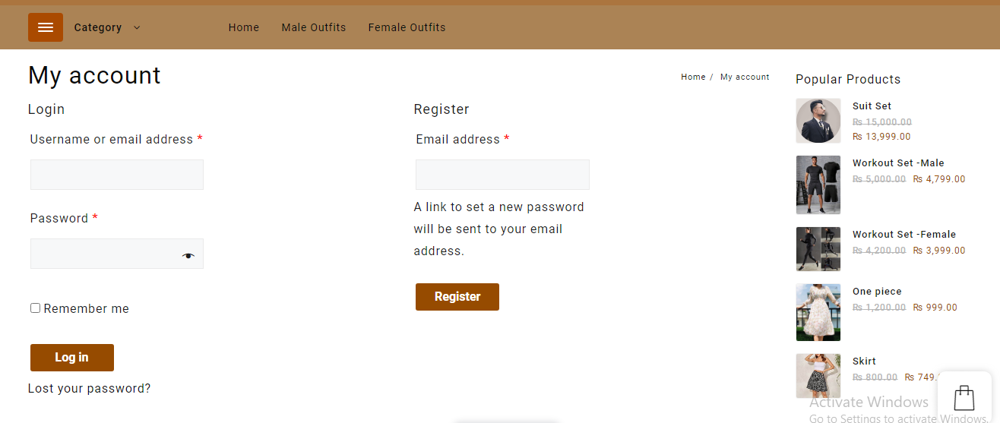 Category
Home
Male Outfits
Female Outfits
My account
Home / My account
Login
Username or email address *
Password *
Remember me
Log in
Lost your password?
Register
Email address *
A link to set a new password
will be sent to your email
address.
Register
Popular Products
Suit Set
₨ 15,000.00
₨ 13,999.00
Workout Set -Male
₨ 5,000.00 ₨ 4,799.00
Workout Set -Female
₨ 4,200.00 ₨ 3,999.00
One piece
₨ 1,200.00 ₨ 999.00
Skirt
₨ 800.00 ₨ 749.
Activate Windows
Go to Settings to activate Windows.